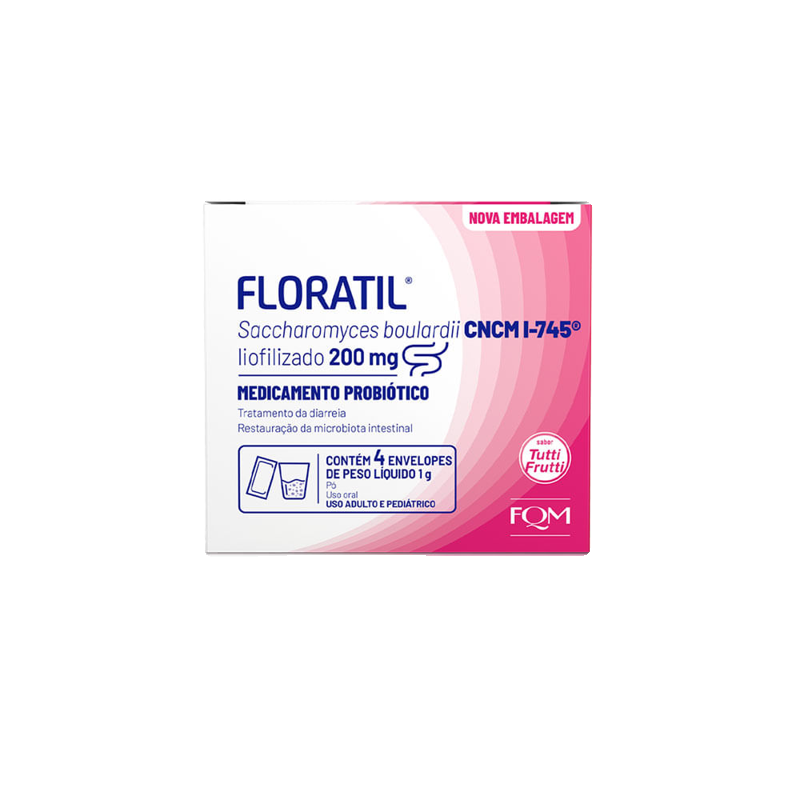 NOVA EMBALAGEM
FLORATIL®
Saccharomyces boulardii CNCM I-745®
liofilizado 200 mg
MEDICAMENTO PROBIÓTICO
Tratamento da diarreia
Restauração da microbiota intestinal
CONTÉM 4 ENVELOPES
DE PESO LÍQUIDO 1 g
Pó
Uso oral
USO ADULTO E PEDIÁTRICO
sabor
Tutti
Frutti
FQM